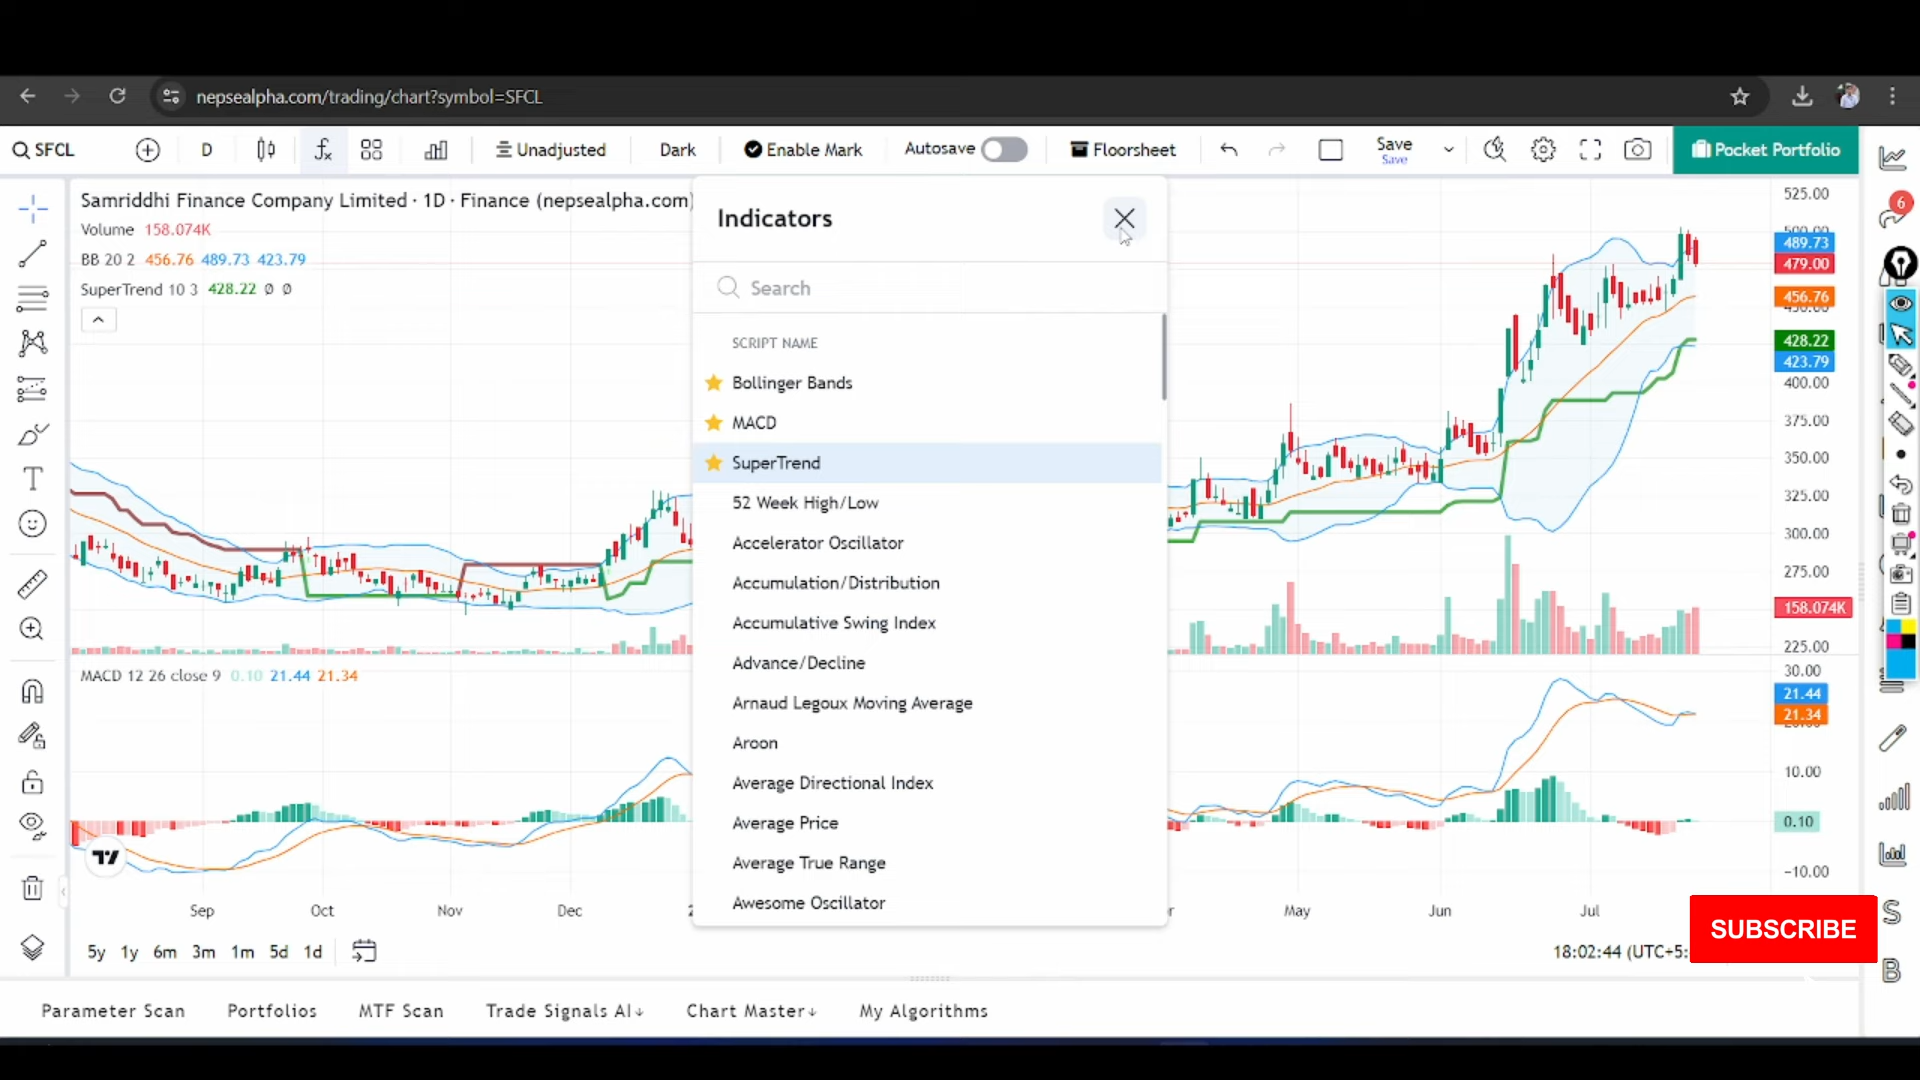 nepsealpha.com/trading/chart?symbol=SFCL
SFCL
D
Unadjusted
Dark
Enable Mark
Autosave
Floorsheet
Save
Save
Pocket Portfolio
Samriddhi Finance Company Limited · 1D · Finance (nepsealpha.com)
Volume 158.074K
BB 20 2 456.76 489.73 423.79
SuperTrend 10 3 428.22 Ø Ø
Indicators
Search
SCRIPT NAME
Bollinger Bands
MACD
SuperTrend
52 Week High/Low
Accelerator Oscillator
Accumulation/Distribution
Accumulative Swing Index
Advance/Decline
Arnaud Legoux Moving Average
Aroon
Average Directional Index
Average Price
Average True Range
Awesome Oscillator
525.00
500.00
489.73
479.00
456.76
450.00
428.22
423.79
400.00
375.00
350.00
325.00
300.00
275.00
158.074K
225.00
6
MACD 12 26 close 9 0.10 21.44 21.34
30.00
21.44
21.34
10.00
0.10
−10.00
Sep
Oct
Nov
Dec
May
Jun
Jul
5y 1y 6m 3m 1m 5d 1d
18:02:44 (UTC+5:
SUBSCRIBE
S
B
Parameter Scan
Portfolios
MTF Scan
Trade Signals AI↓
Chart Master↓
My Algorithms